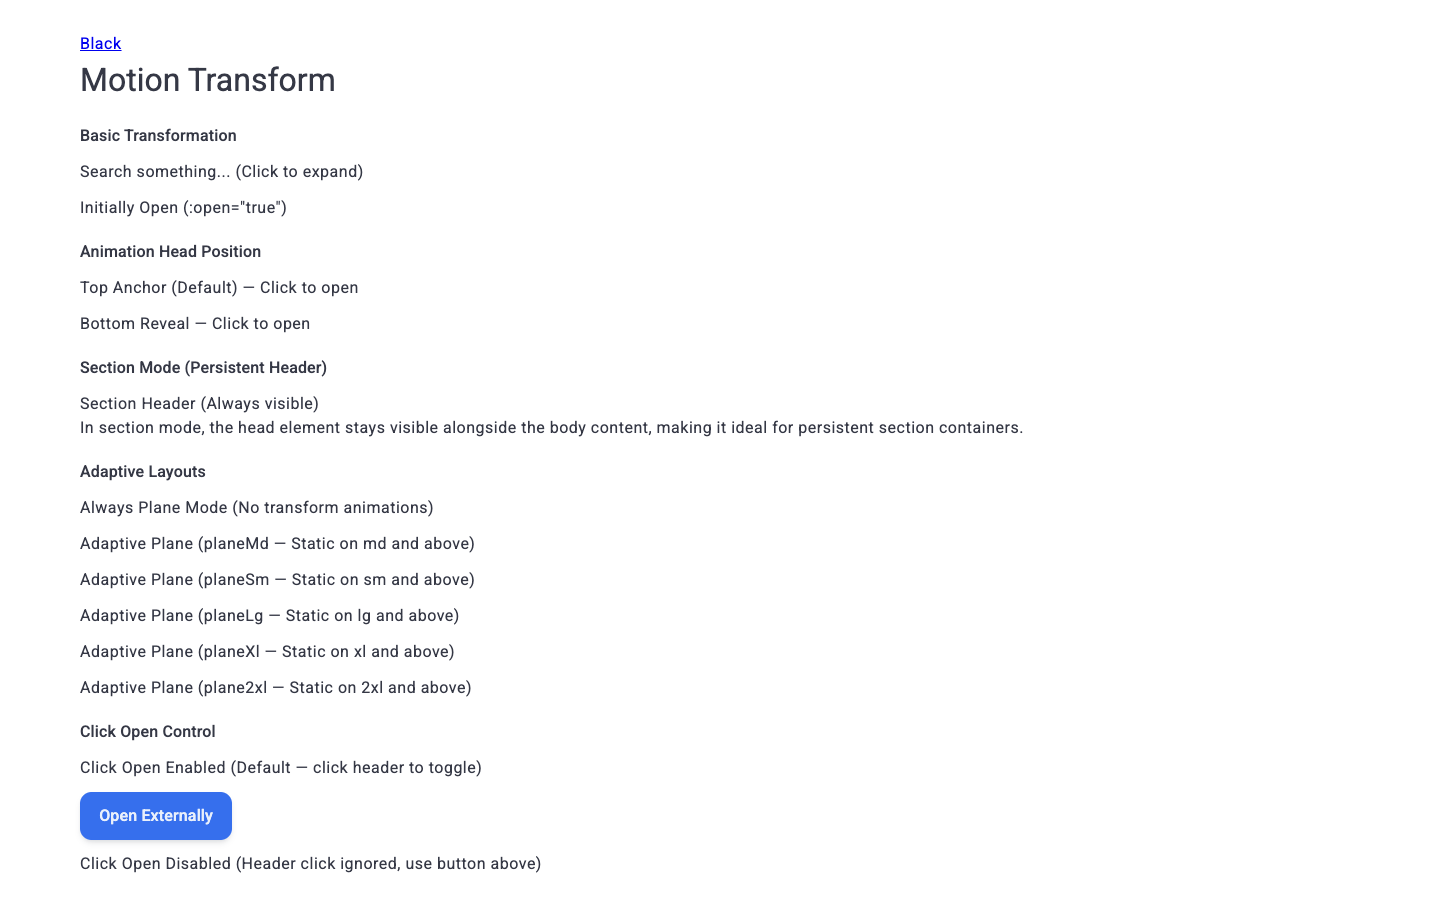 Black
Motion Transform
Basic Transformation
Search something... (Click to expand)
Initially Open (:open="true")
Animation Head Position
Top Anchor (Default) — Click to open
Bottom Reveal — Click to open
Section Mode (Persistent Header)
Section Header (Always visible)
In section mode, the head element stays visible alongside the body content, making it ideal for persistent section containers.
Adaptive Layouts
Always Plane Mode (No transform animations)
Adaptive Plane (planeMd — Static on md and above)
Adaptive Plane (planeSm — Static on sm and above)
Adaptive Plane (planeLg — Static on lg and above)
Adaptive Plane (planeXl — Static on xl and above)
Adaptive Plane (plane2xl — Static on 2xl and above)
Click Open Control
Click Open Enabled (Default — click header to toggle)
Open Externally
Click Open Disabled (Header click ignored, use button above)